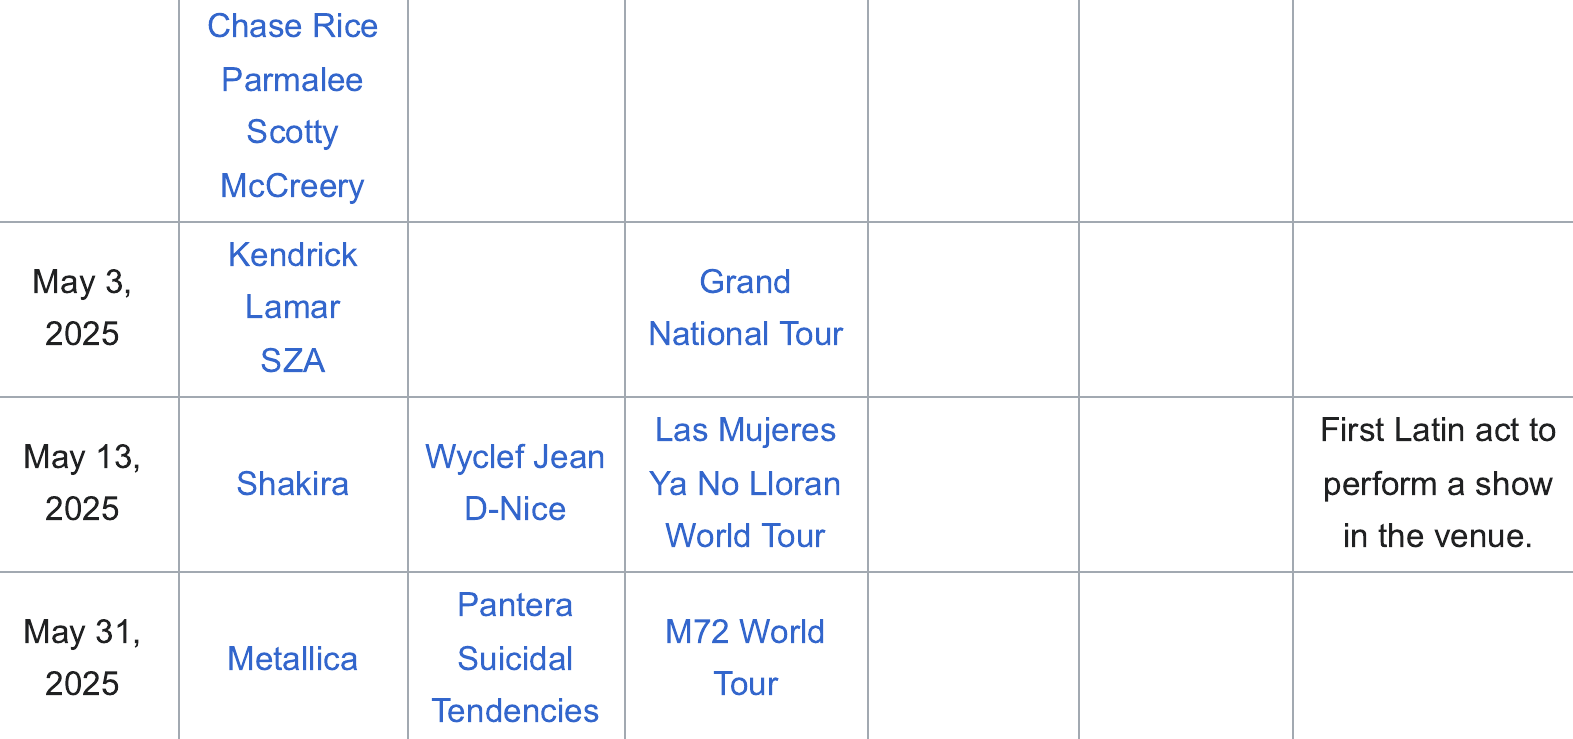 Chase Rice
Parmalee
Scotty
McCreery
May 3,
2025
Kendrick
Lamar
SZA
Grand
National Tour
May 13,
2025
Shakira
Wyclef Jean
D-Nice
Las Mujeres
Ya No Lloran
World Tour
First Latin act to
perform a show
in the venue.
May 31,
2025
Metallica
Pantera
Suicidal
Tendencies
M72 World
Tour